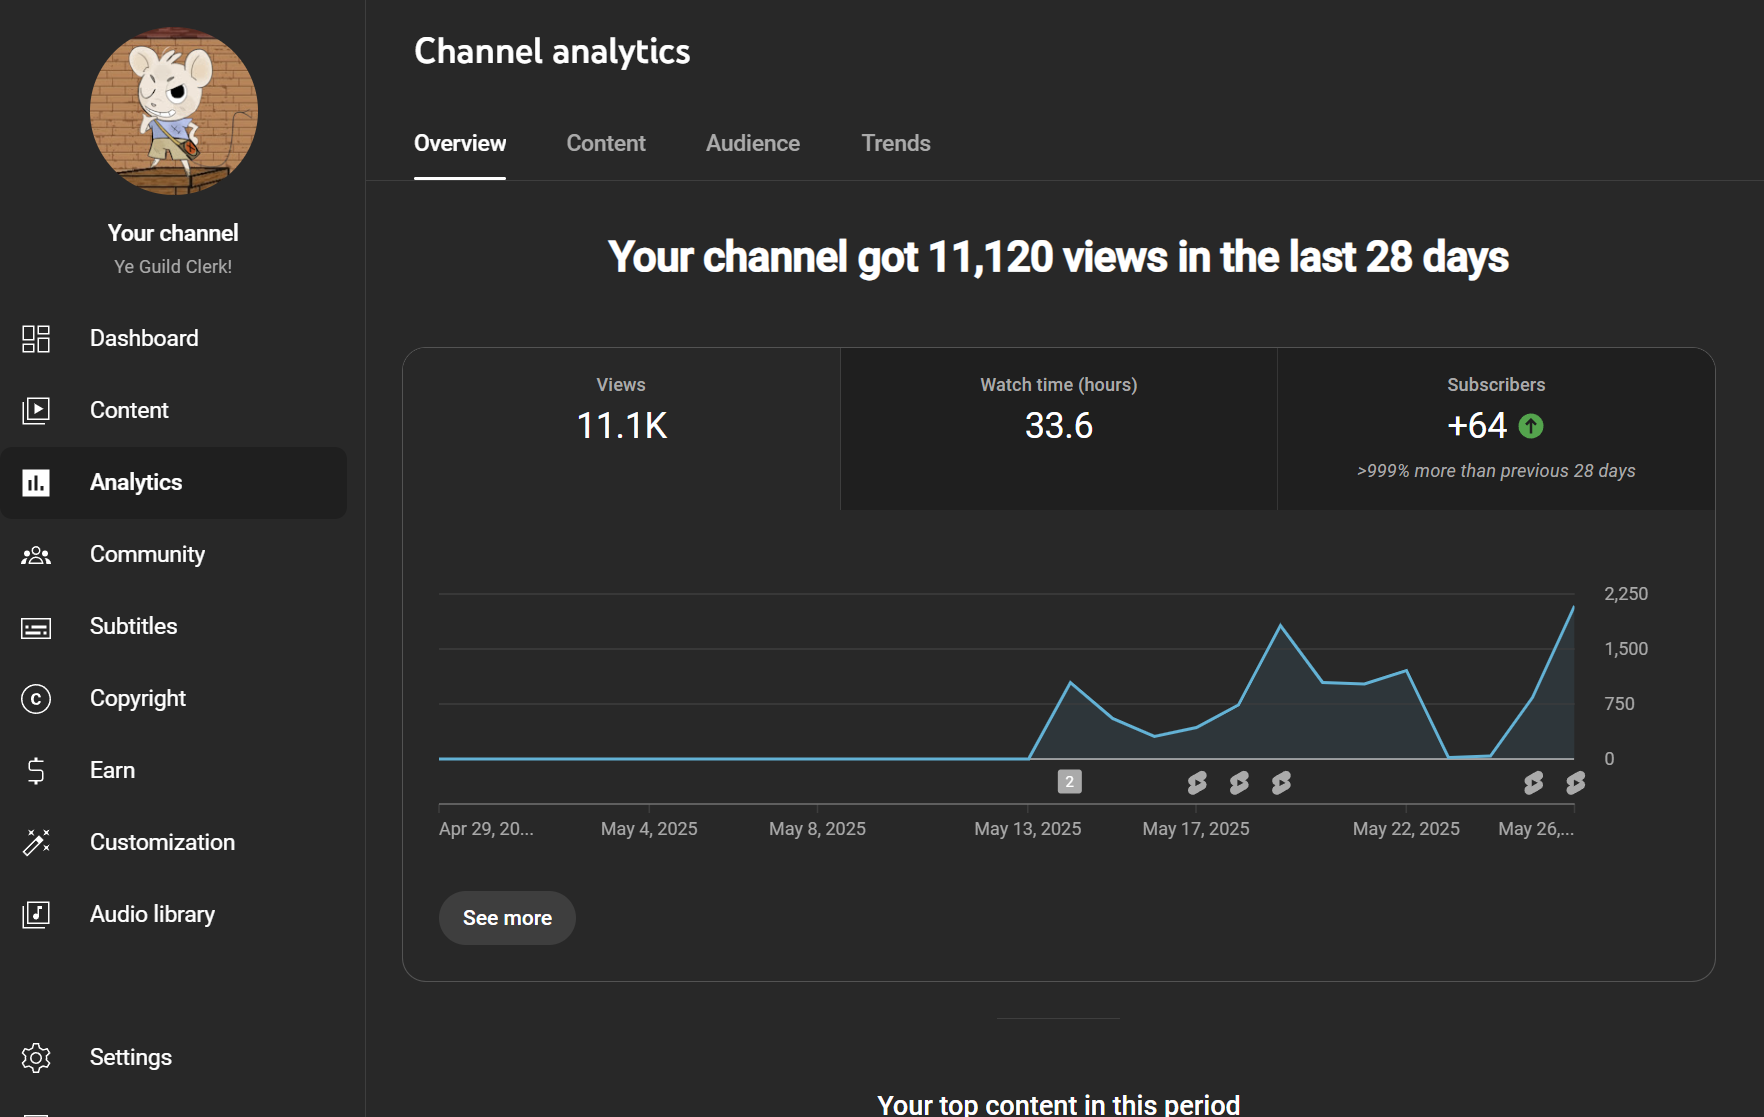 Your channel
Ye Guild Clerk!
Dashboard
Content
Analytics
Community
Subtitles
Copyright
Earn
Customization
Audio library
Settings
Channel analytics
Overview
Content
Audience
Trends
Your channel got 11,120 views in the last 28 days
Views
11.1K
Watch time (hours)
33.6
Subscribers
+64
>999% more than previous 28 days
2,250
1,500
750
0
2
Apr 29, 20...
May 4, 2025
May 8, 2025
May 13, 2025
May 17, 2025
May 22, 2025
May 26,...
See more
Your top content in this period